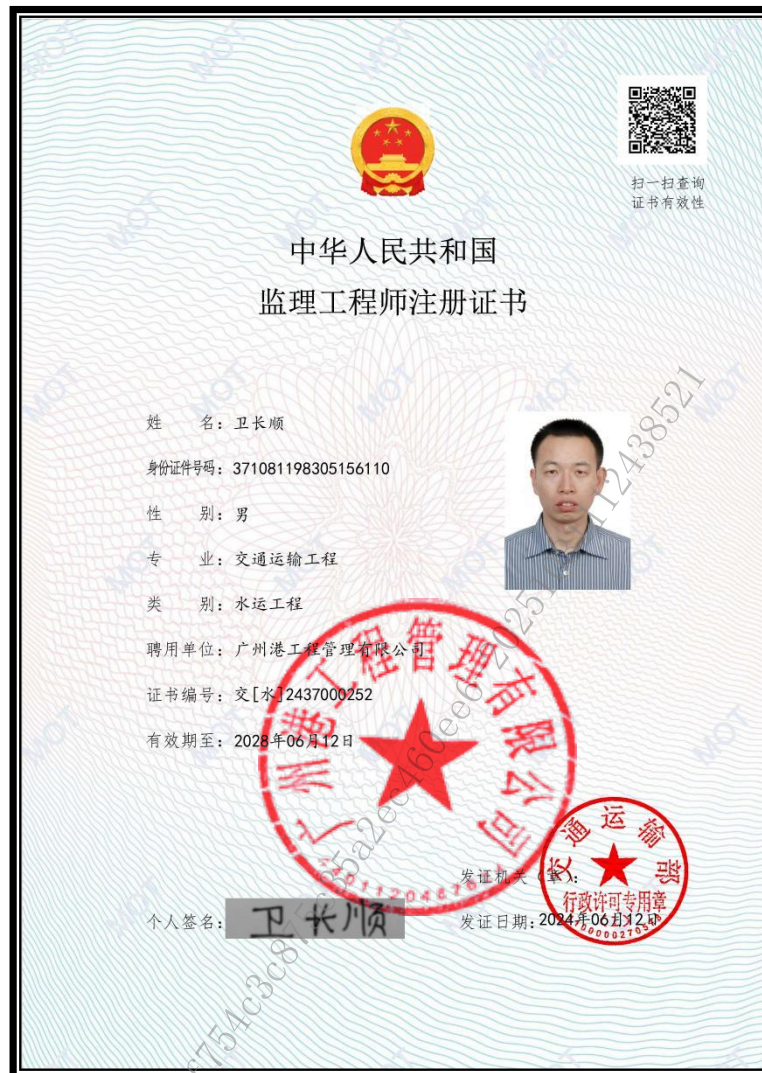 扫一扫查询
证书有效性
中华人民共和国
监理工程师注册证书
姓 名：卫长顺
身份证件号码：371081198305156110
性 别：男
专 业：交通运输工程
类 别：水运工程
聘用单位：广州港工程管理有限公司
证书编号：交[水]2437000252
有效期至：2028年06月12日
广州港工程管理有限公司
交通运输部
行政许可专用章
发证机关（章）：
个人签名：卫长顺
发证日期：2024年06月12日
MOT